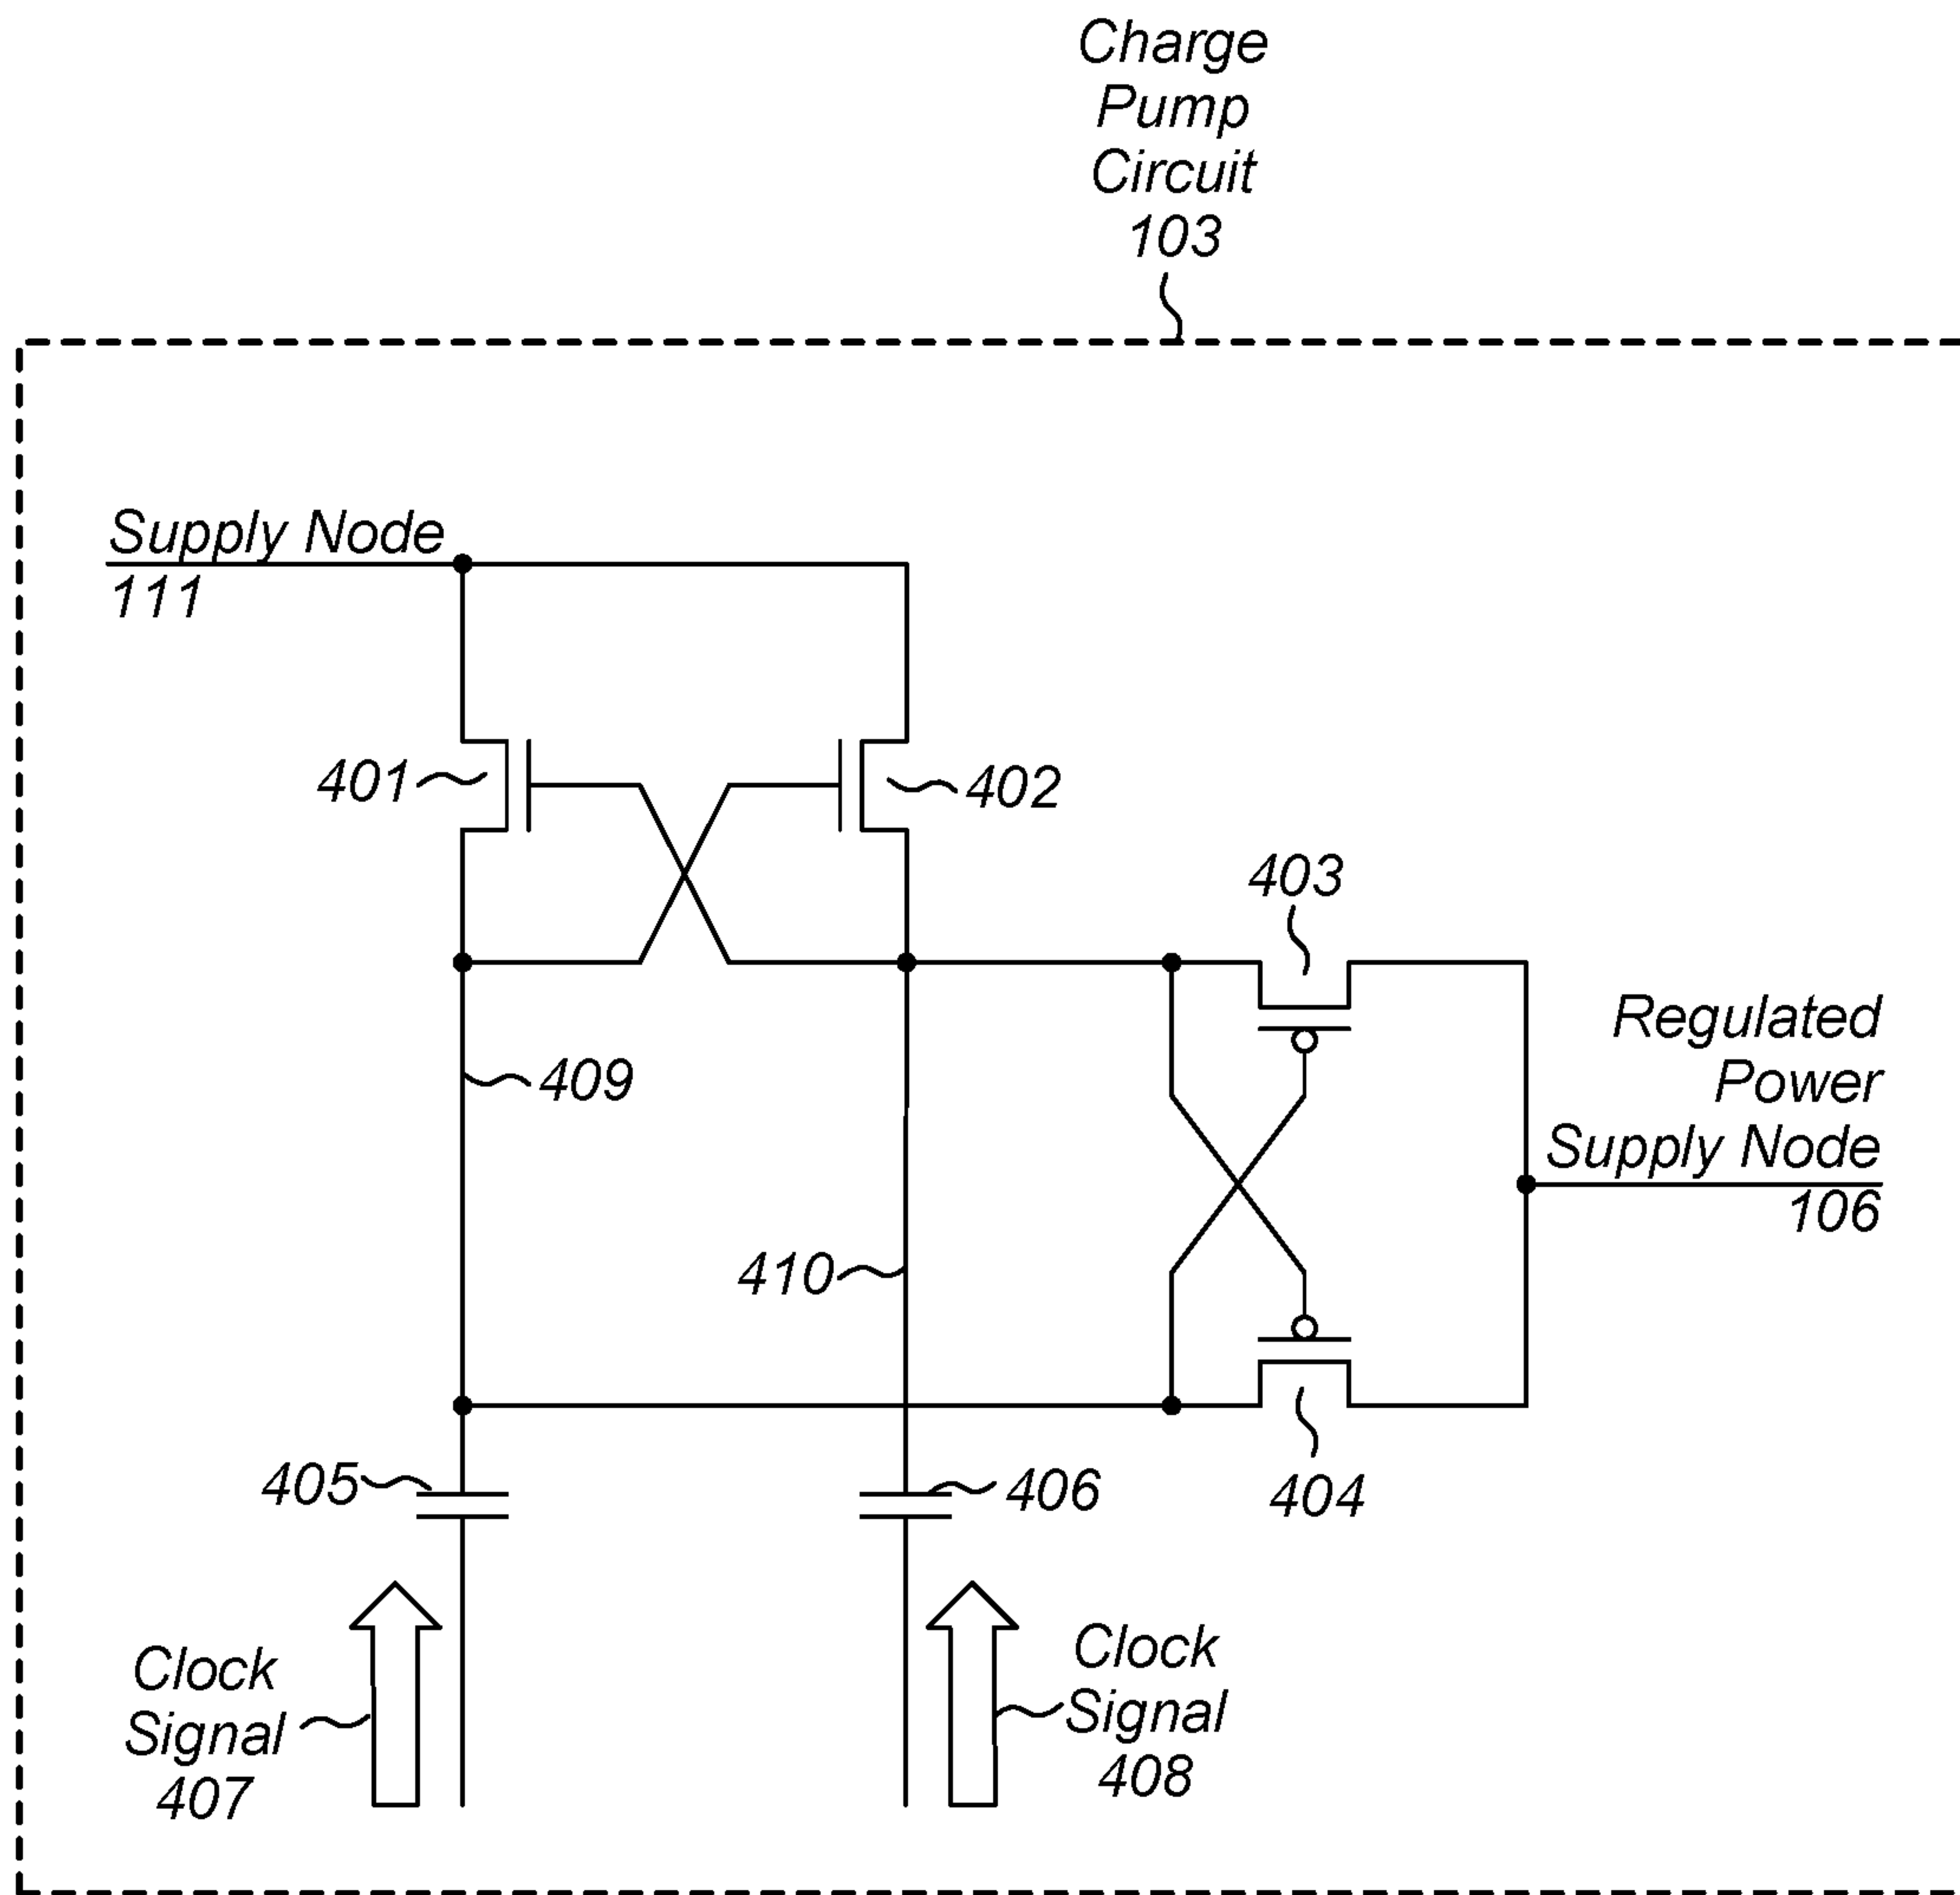 Charge
Pump
Circuit
103
Supply Node
111
401
402
403
Regulated
Power
Supply Node
106
409
410
405
406
404
Clock
Signal
407
Clock
Signal
408